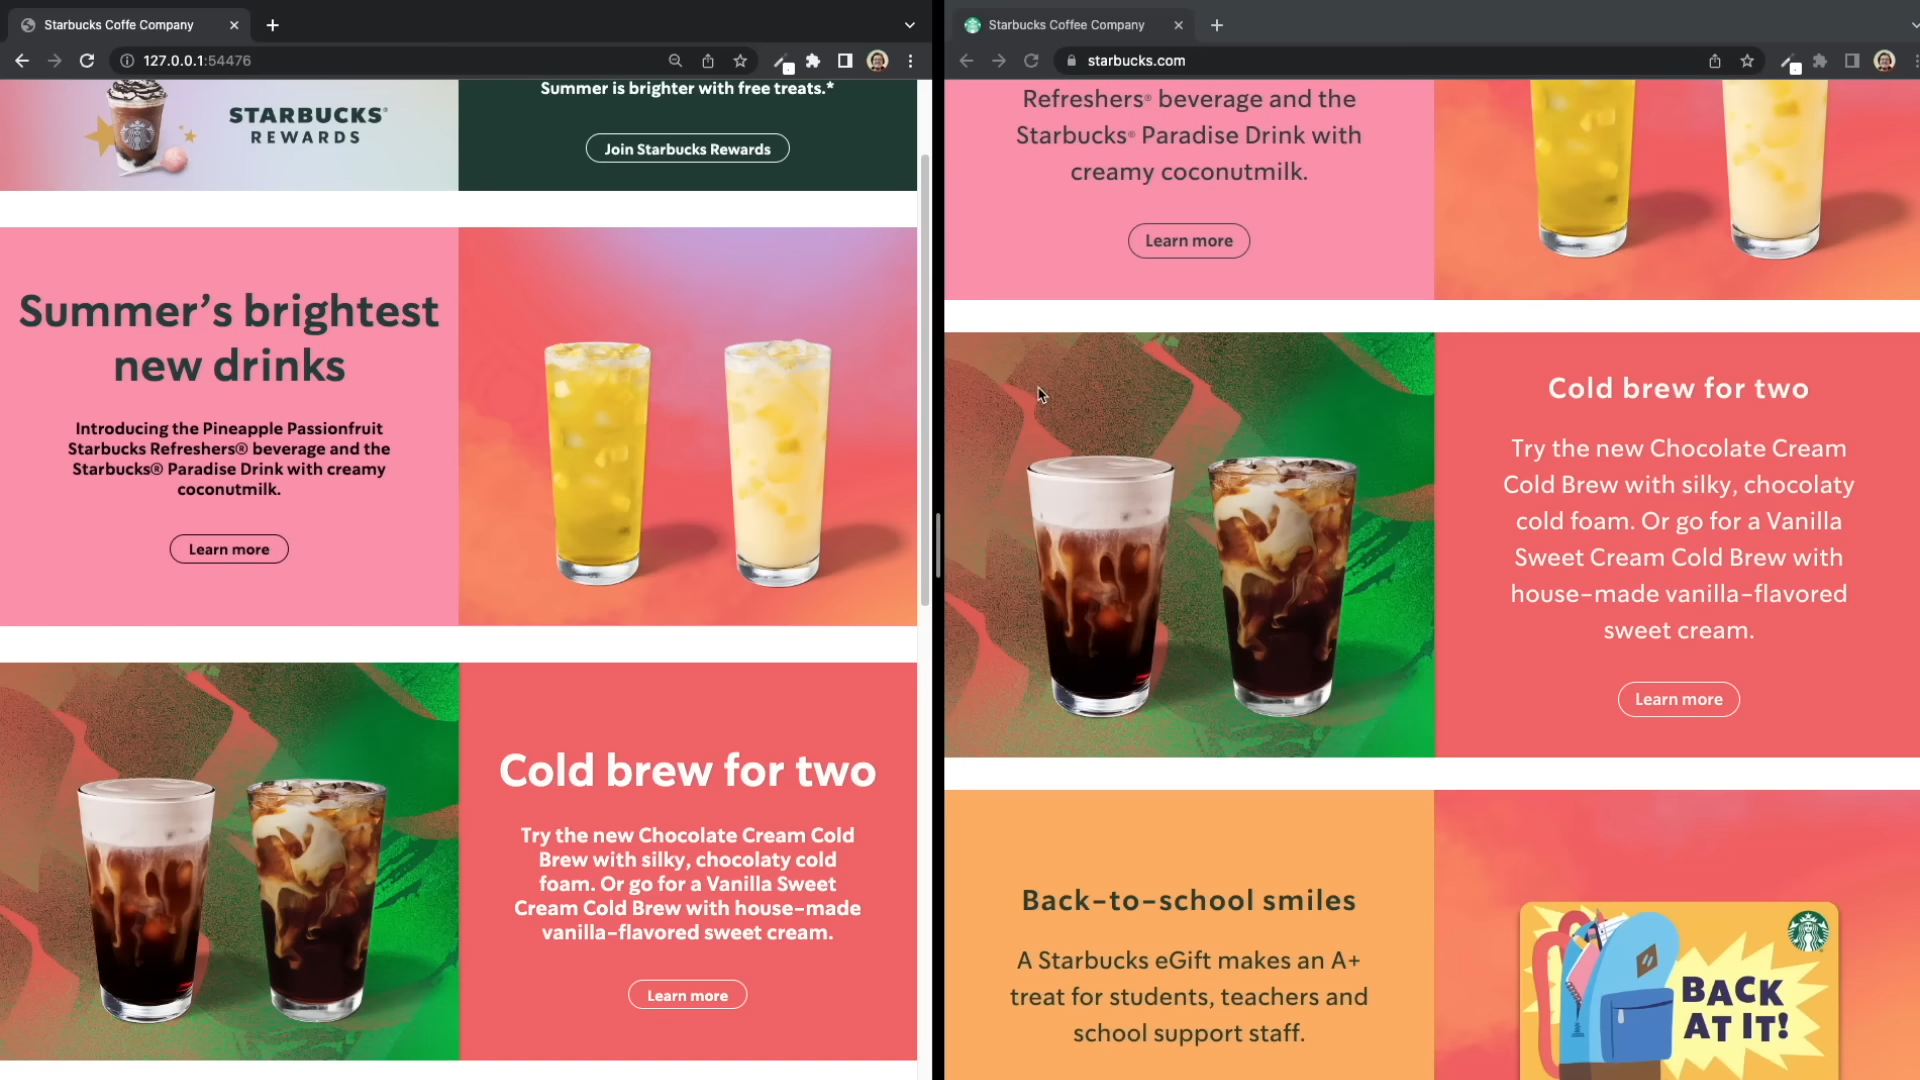 Starbucks Coffe Company
127.0.0.1:54476
STARBUCKS®
REWARDS
Summer is brighter with free treats.*
Join Starbucks Rewards
Summer's brightest
new drinks
Introducing the Pineapple Passionfruit
Starbucks Refreshers® beverage and the
Starbucks® Paradise Drink with creamy
coconutmilk.
Learn more
Cold brew for two
Try the new Chocolate Cream Cold
Brew with silky, chocolaty cold
foam. Or go for a Vanilla Sweet
Cream Cold Brew with house-made
vanilla-flavored sweet cream.
Learn more
Starbucks Coffee Company
starbucks.com
Refreshers® beverage and the
Starbucks® Paradise Drink with
creamy coconutmilk.
Learn more
Cold brew for two
Try the new Chocolate Cream
Cold Brew with silky, chocolaty
cold foam. Or go for a Vanilla
Sweet Cream Cold Brew with
house-made vanilla-flavored
sweet cream.
Learn more
Back-to-school smiles
A Starbucks eGift makes an A+
treat for students, teachers and
school support staff.
BACK
AT IT!